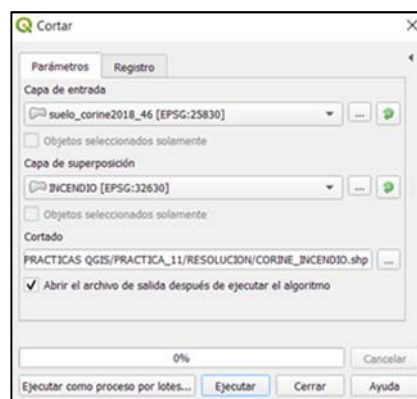 Cortar
Parámetros Registro
Capa de entrada
suelo_corine2018_46 [EPSG:25830]
...
Objetos seleccionados solamente
Capa de superposición
INCENDIO [EPSG:32630]
...
Objetos seleccionados solamente
Cortado
PRACTICAS QGIS/PRACTICA_11/RESOLUCION/CORINE_INCENDIO.shp
...
Abrir el archivo de salida después de ejecutar el algoritmo
0%
Cancelar
Ejecutar como proceso por lotes... Ejecutar Cerrar Ayuda